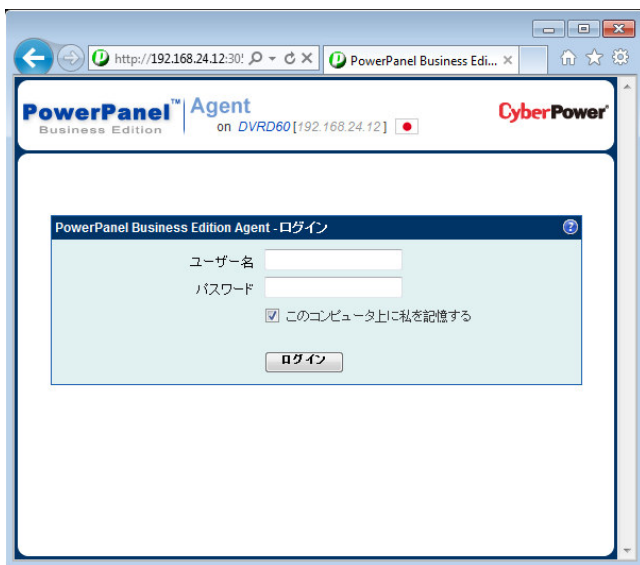 http://192.168.24.12:305
PowerPanel Business Edi...
PowerPanel™ Agent
Business Edition
on DVRD60[192.168.24.12]
CyberPower
PowerPanel Business Edition Agent - ログイン
ユーザー名
パスワード
このコンピュータ上に私を記憶する
ログイン